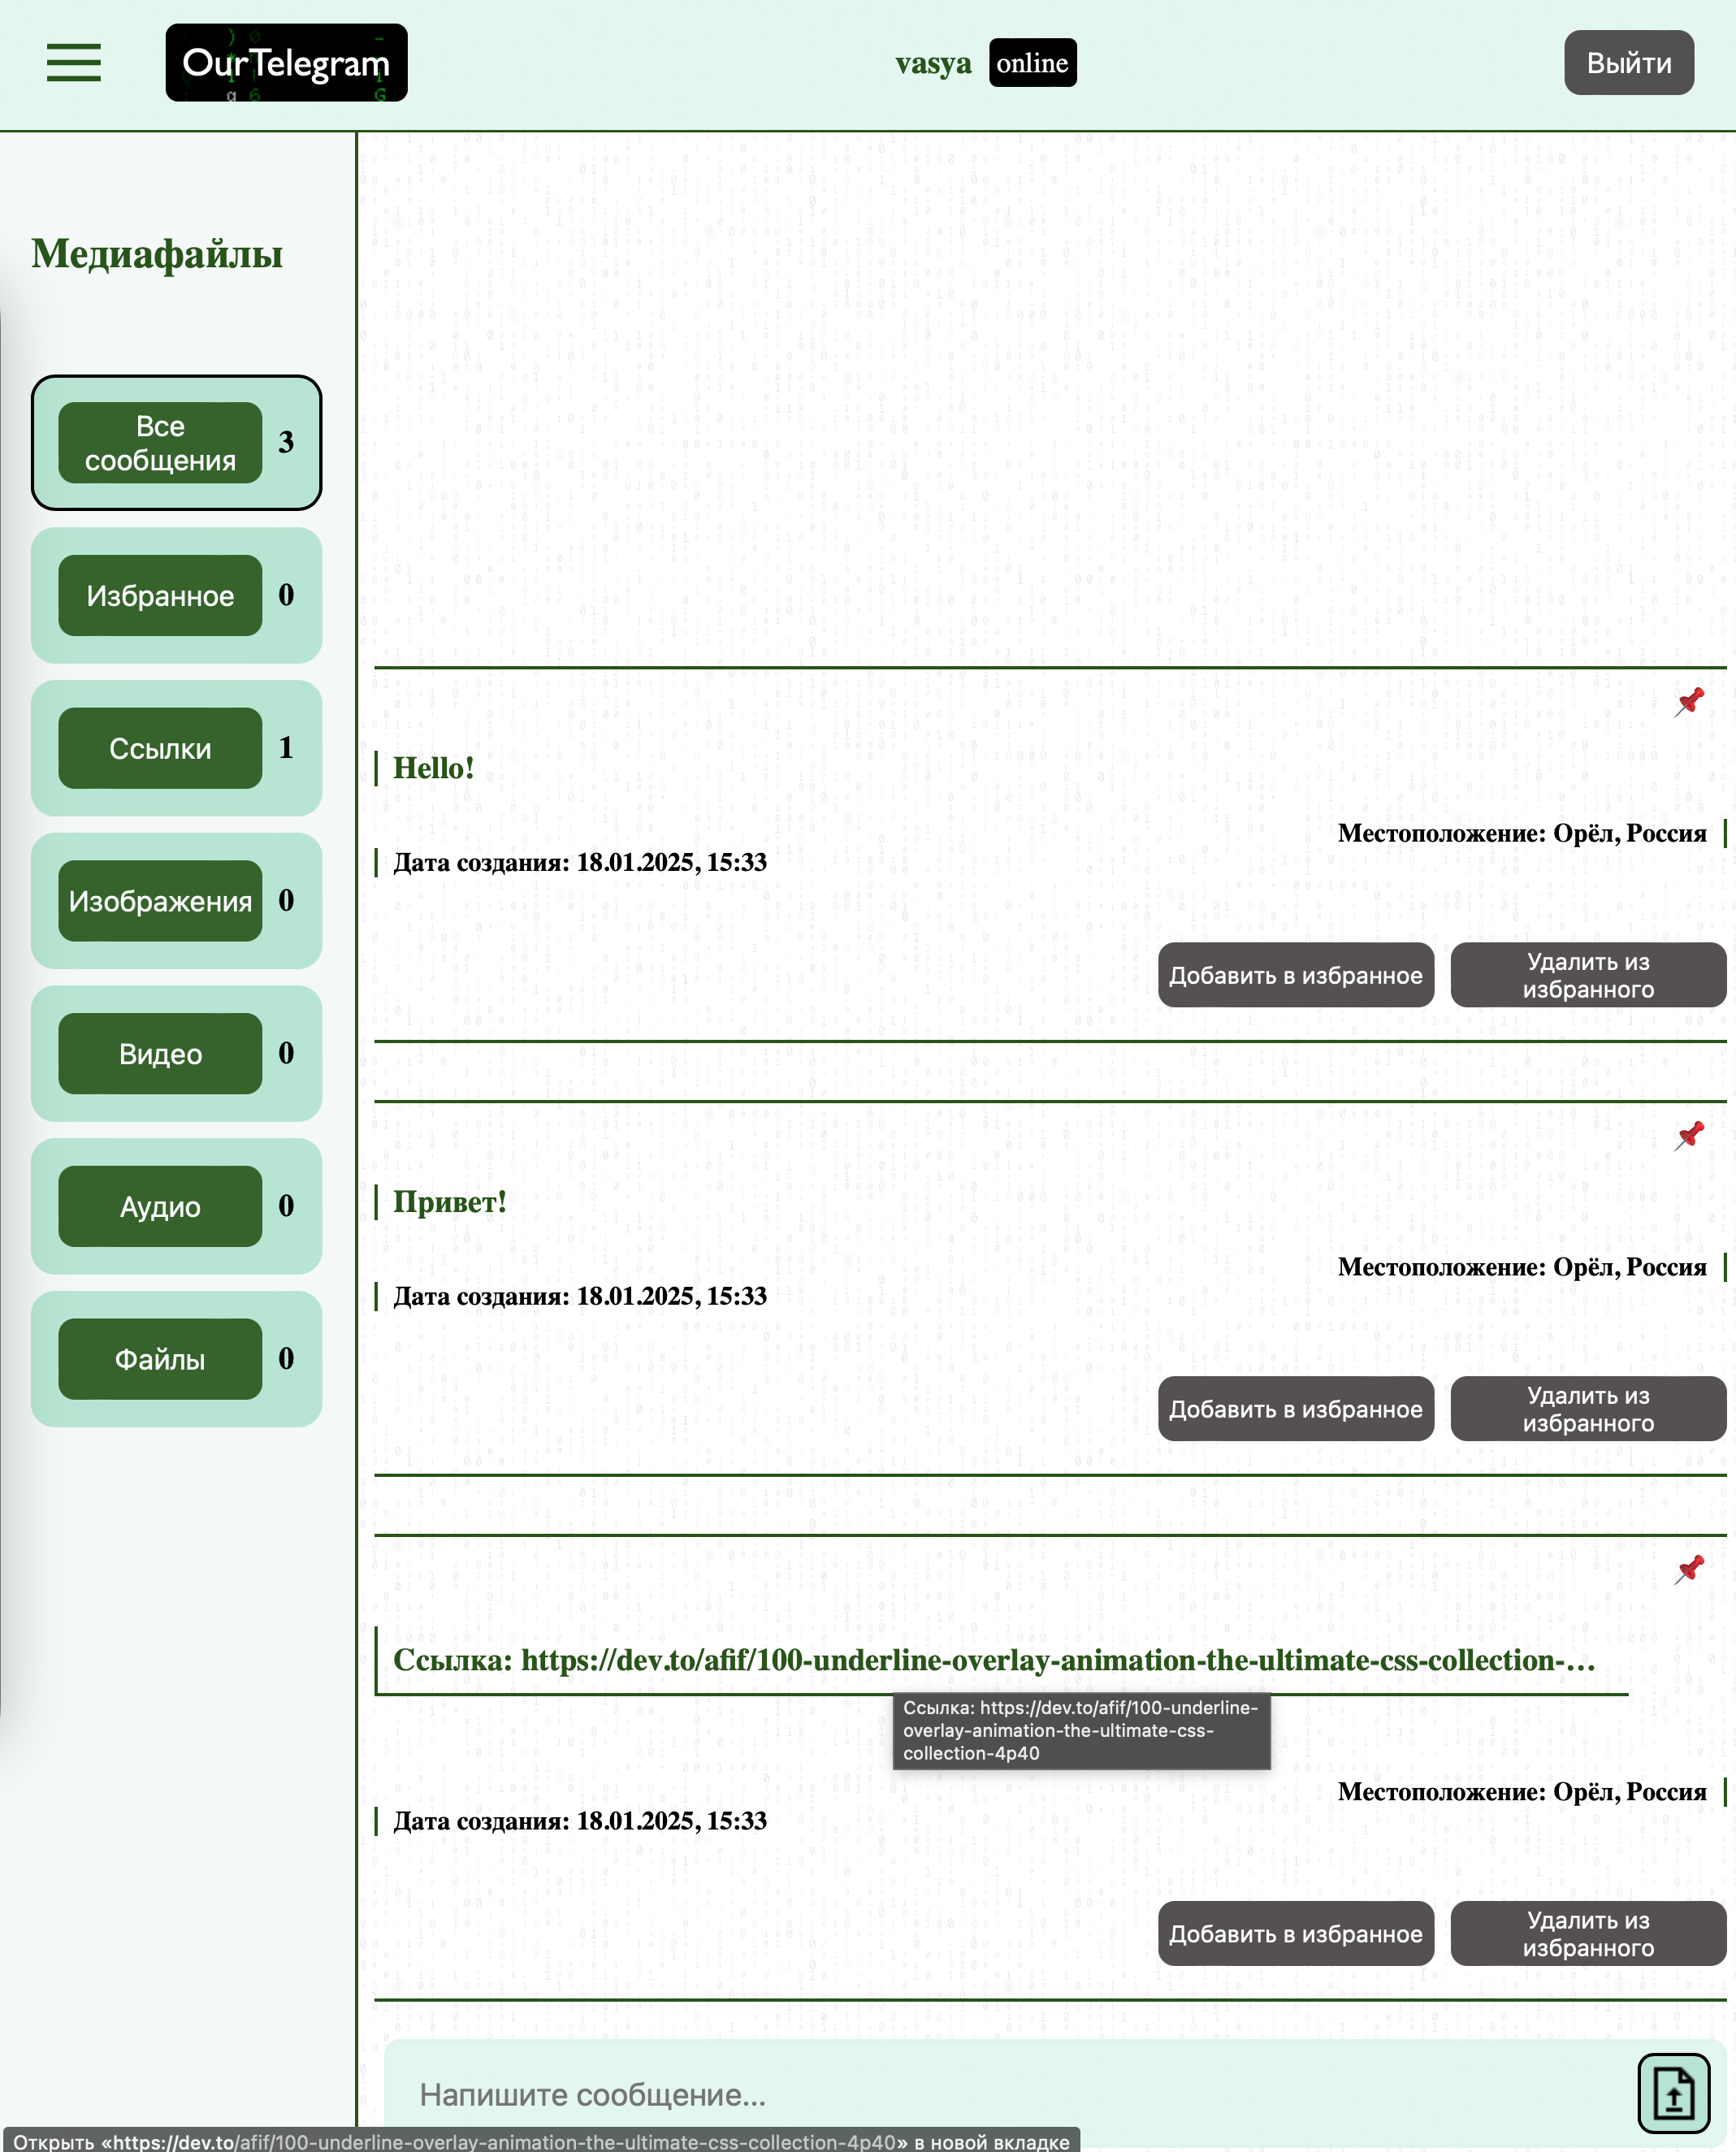 OurTelegram
vasya online
Выйти
Медиафайлы
Все
сообщения
3
Избранное 0
Ссылки 1
Изображения 0
Видео 0
Аудио 0
Файлы 0
Hello!
Местоположение: Орёл, Россия
Дата создания: 18.01.2025, 15:33
Добавить в избранное
Удалить из
избранного
Привет!
Местоположение: Орёл, Россия
Дата создания: 18.01.2025, 15:33
Добавить в избранное
Удалить из
избранного
Ссылка: https://dev.to/afif/100-underline-overlay-animation-the-ultimate-css-collection-...
Ссылка: https://dev.to/afif/100-underline-
overlay-animation-the-ultimate-css-
collection-4p40
Местоположение: Орёл, Россия
Дата создания: 18.01.2025, 15:33
Добавить в избранное
Удалить из
избранного
Напишите сообщение...
Открыть «https://dev.to/afif/100-underline-overlay-animation-the-ultimate-css-collection-4p40» в новой вкладке